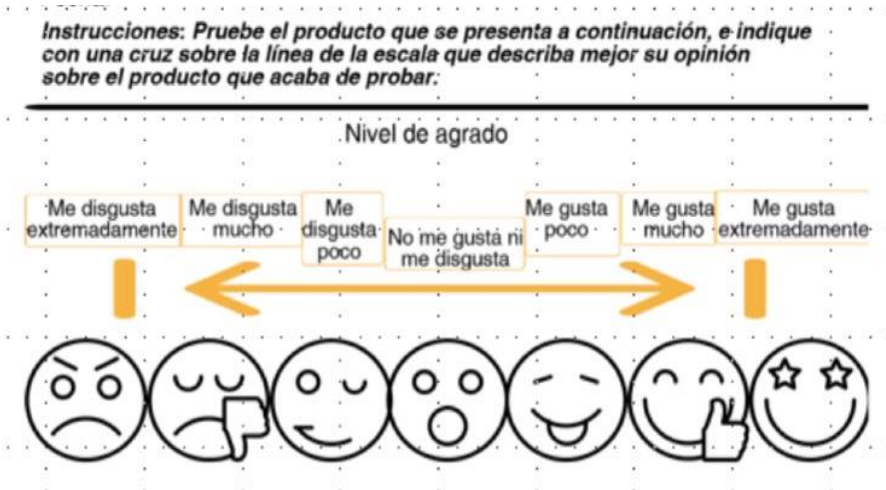 Instrucciones: Pruebe el producto que se presenta a continuación, e indique
con una cruz sobre la línea de la escala que describa mejor su opinión
sobre el producto que acaba de probar:
Nivel de agrado
Me disgusta
extremadamente
Me disgusta
mucho
Me
disgusta
poco
No me gusta ni
me disgusta
Me gusta
poco
Me gusta
mucho
Me gusta
extremadamente